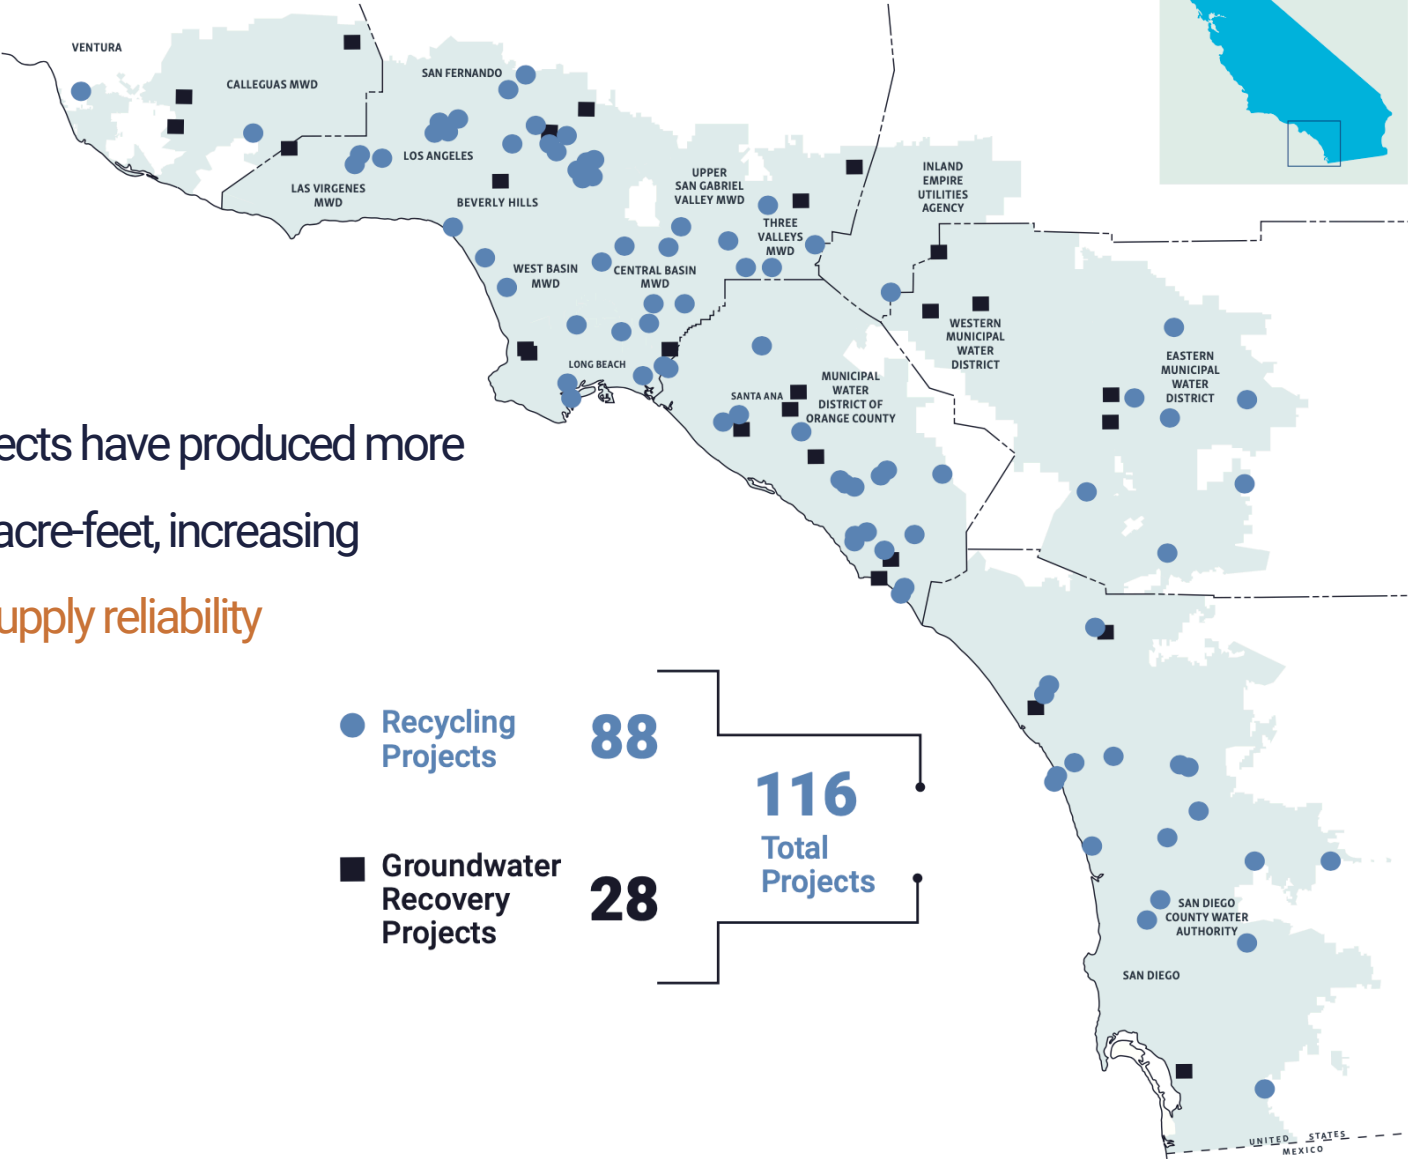 VENTURA
CALLEGUAS MWD
SAN FERNANDO
LOS ANGELES
LAS VIRGENES
MWD
BEVERLY HILLS
UPPER
SAN GABRIEL
VALLEY MWD
INLAND
EMPIRE
UTILITIES
AGENCY
THREE
VALLEYS
MWD
WEST BASIN
MWD
CENTRAL BASIN
MWD
WESTERN
MUNICIPAL
WATER
DISTRICT
EASTERN
MUNICIPAL
WATER
DISTRICT
LONG BEACH
SANTA ANA
MUNICIPAL
WATER
DISTRICT OF
ORANGE COUNTY
ects have produced more
acre-feet, increasing
upply reliability
Recycling
Projects
88
116
Total
Projects
Groundwater
Recovery
Projects
28
SAN DIEGO
COUNTY WATER
AUTHORITY
SAN DIEGO
UNITED STATES
MEXICO